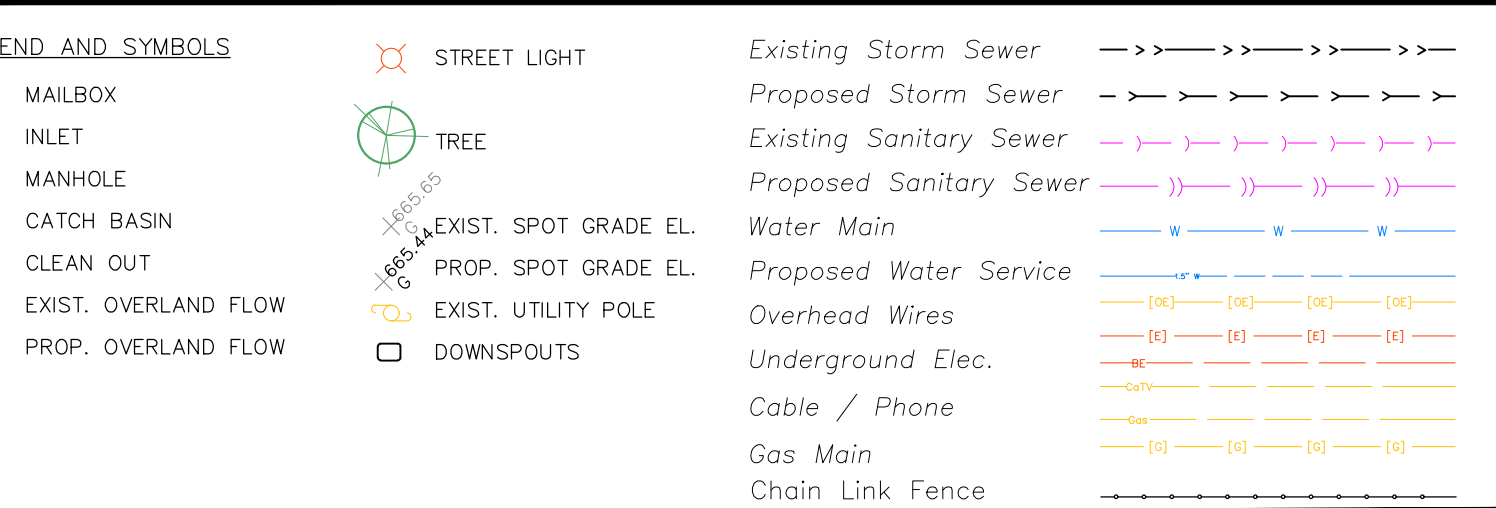 END AND SYMBOLS
MAILBOX
INLET
MANHOLE
CATCH BASIN
CLEAN OUT
EXIST. OVERLAND FLOW
PROP. OVERLAND FLOW
STREET LIGHT
TREE
665.65
G
EXIST. SPOT GRADE EL.
665.44
G
PROP. SPOT GRADE EL.
EXIST. UTILITY POLE
DOWNSPOUTS
Existing Storm Sewer
Proposed Storm Sewer
Existing Sanitary Sewer
Proposed Sanitary Sewer
Water Main W W W
Proposed Water Service 1.5" W
Overhead Wires [OE] [OE] [OE] [OE]
Underground Elec. [E] [E] [E] [E]
BE
CaTV
Cable / Phone
Gas
Gas Main [G] [G] [G] [G]
Chain Link Fence